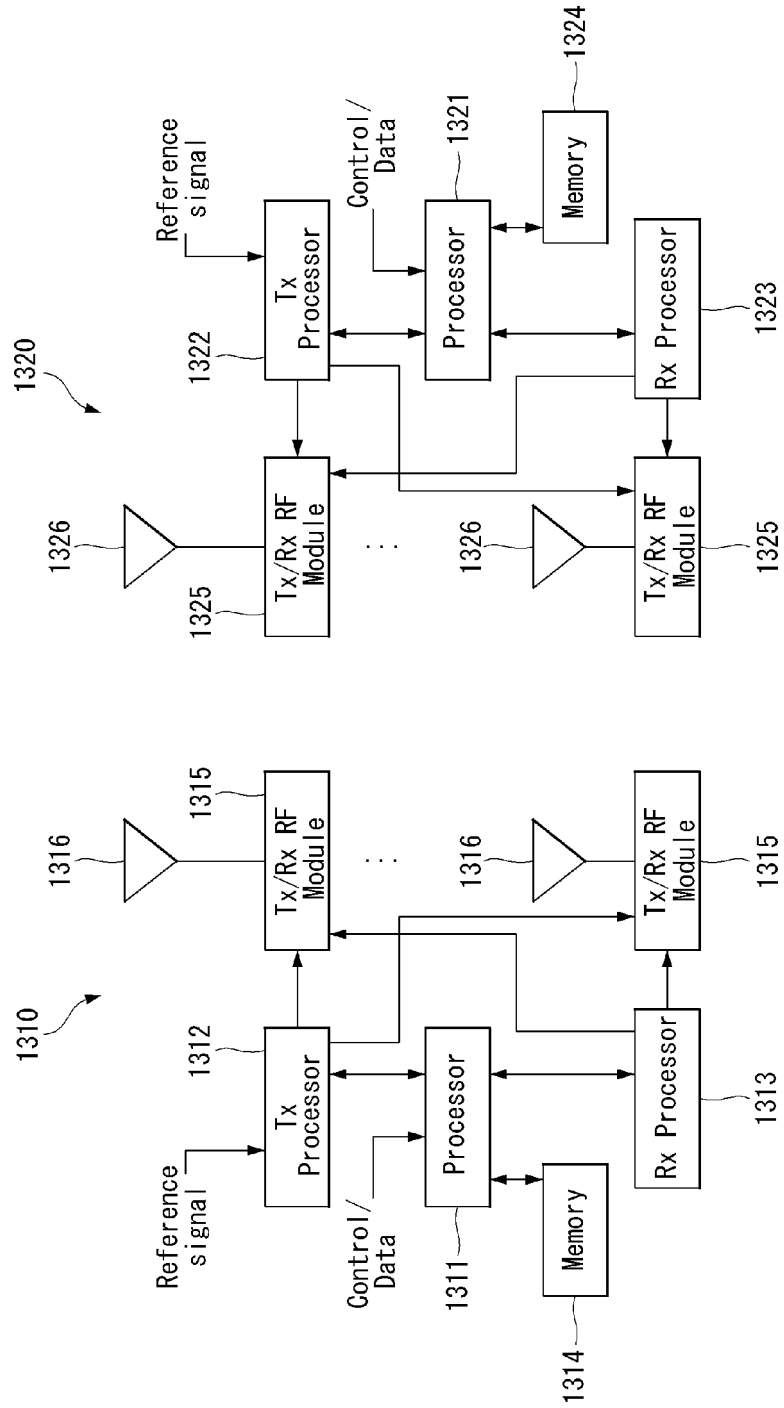 1310
Reference
signal
1312
Tx
Processor
1316
1315
Tx/Rx RF
Module
Control/
Data
Processor
1311
. . .
1316
Memory
1314
Rx Processor
1313
Tx/Rx RF
Module
1315
1320
1326
1325
Tx/Rx RF
Module
1322
Tx
Processor
Reference
signal
. . .
1326
Control/
Data
Processor
1321
Memory
1324
Tx/Rx RF
Module
1325
Rx Processor
1323